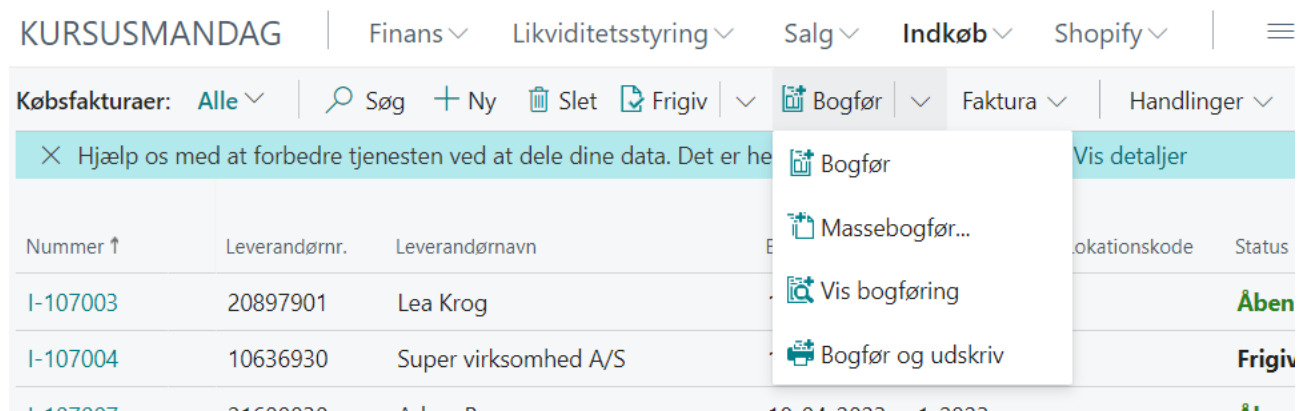 KURSUSMANDAG Finans Likviditetsstyring Salg Indkøb Shopify
Købsfakturaer: Alle Søg Ny Slet Frigiv Bogfør Faktura Handlinger
Hjælp os med at forbedre tjenesten ved at dele dine data. Det er he Vis detaljer
Bogfør
Massebogfør...
Vis bogføring
Bogfør og udskriv
Nummer ↑ Leverandørnr. Leverandørnavn okationskode Status
I-107003 20897901 Lea Krog Åben
I-107004 10636930 Super virksomhed A/S Frigiv